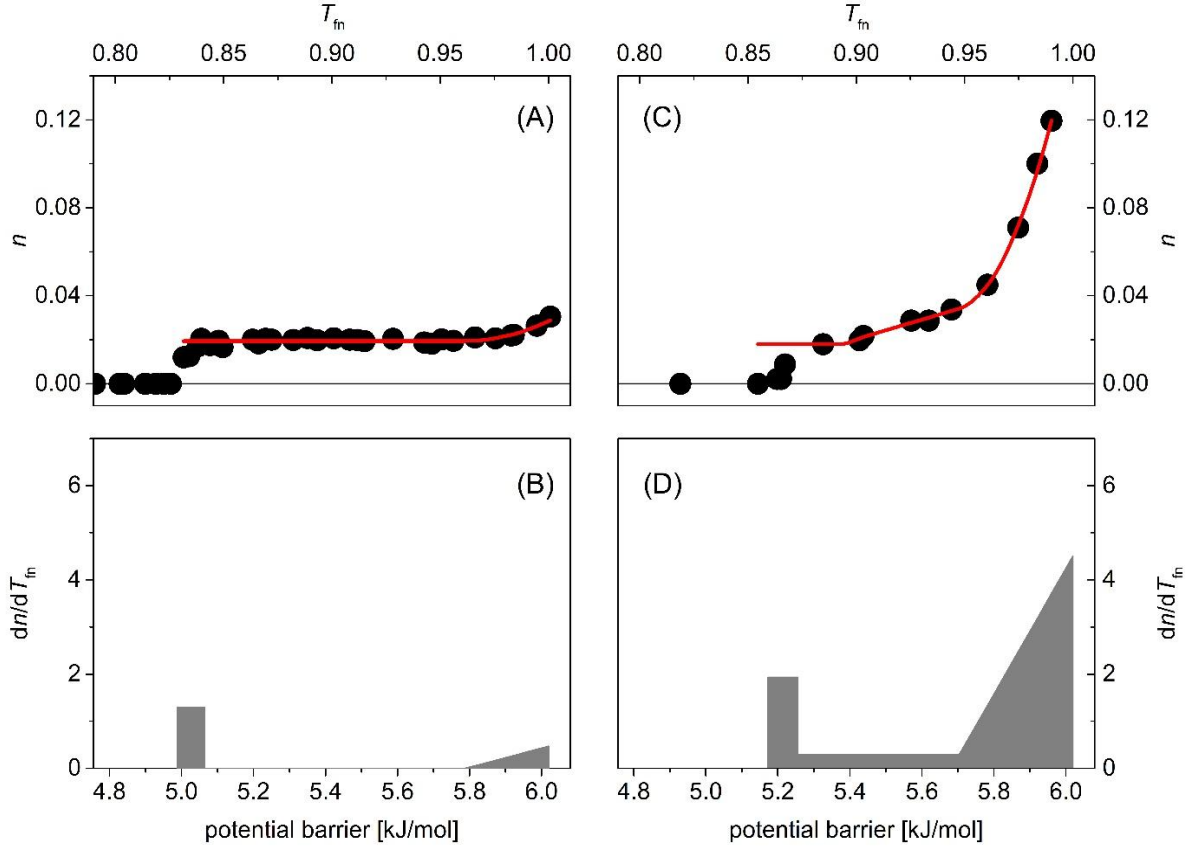 T_fn T_fn
0.80 0.85 0.90 0.95 1.00 0.80 0.85 0.90 0.95 1.00
(A) (C)
0.12 0.12
0.08 0.08
n n
0.04 0.04
0.00 0.00
(B) (D)
6 6
dn/dT_fn dn/dT_fn
4 4
2 2
0 0
4.8 5.0 5.2 5.4 5.6 5.8 6.0 4.8 5.0 5.2 5.4 5.6 5.8 6.0
potential barrier [kJ/mol] potential barrier [kJ/mol]